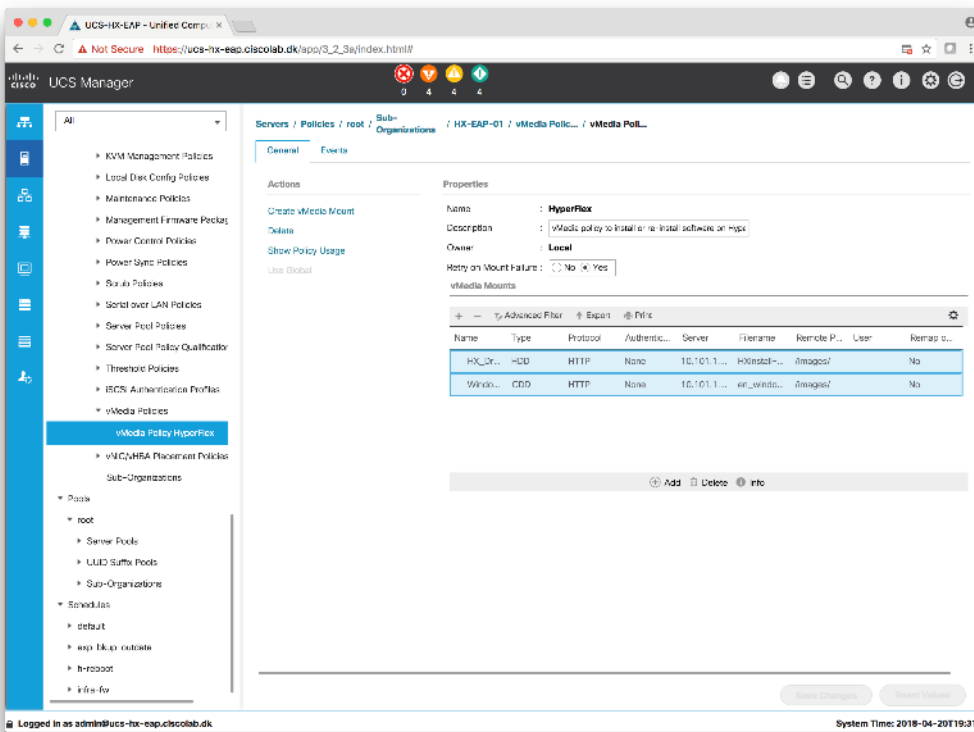 UCS-HX-EAP - Unified Compu ×
Not Secure https://ucs-hx-eap.ciscolab.dk/app/3_2_3a/index.html#
CISCO UCS Manager
0 4 4 4
All
Servers / Policies / root / Sub-Organizations / HX-EAP-01 / vMedia Polic... / vMedia Poli...
General Events
KVM Management Policies
Local Disk Config Policies
Maintenance Policies
Management Firmware Packag
Power Control Policies
Power Sync Policies
Scrub Policies
Serial over LAN Policies
Server Pool Policies
Server Pool Policy Qualification
Threshold Policies
iSCSI Authentication Profiles
vMedia Policies
vMedia Policy HyperFlex
vNIC/vHBA Placement Policies
Sub-Organizations
Pools
root
Server Pools
UUID Suffix Pools
Sub-Organizations
Schedules
default
exp_bkup_outdate
fi-reboot
infra-fw
Actions
Create vMedia Mount
Delete
Show Policy Usage
Use Global
Properties
Name : HyperFlex
Description : vMedia policy to install or re-install software on Hype
Owner : Local
Retry on Mount Failure : No Yes
vMedia Mounts
+ − Advanced Filter Export Print
Name Type Protocol Authentic... Server Filename Remote P... User Remap o...
HX_Dr... HDD HTTP None 10.101.1... HXInstall-... /images/ No
Windo... CDD HTTP None 10.101.1... en_windo... /images/ No
Add Delete Info
Save Changes Reset Values
Logged in as admin@ucs-hx-eap.ciscolab.dk
System Time: 2018-04-20T19:31